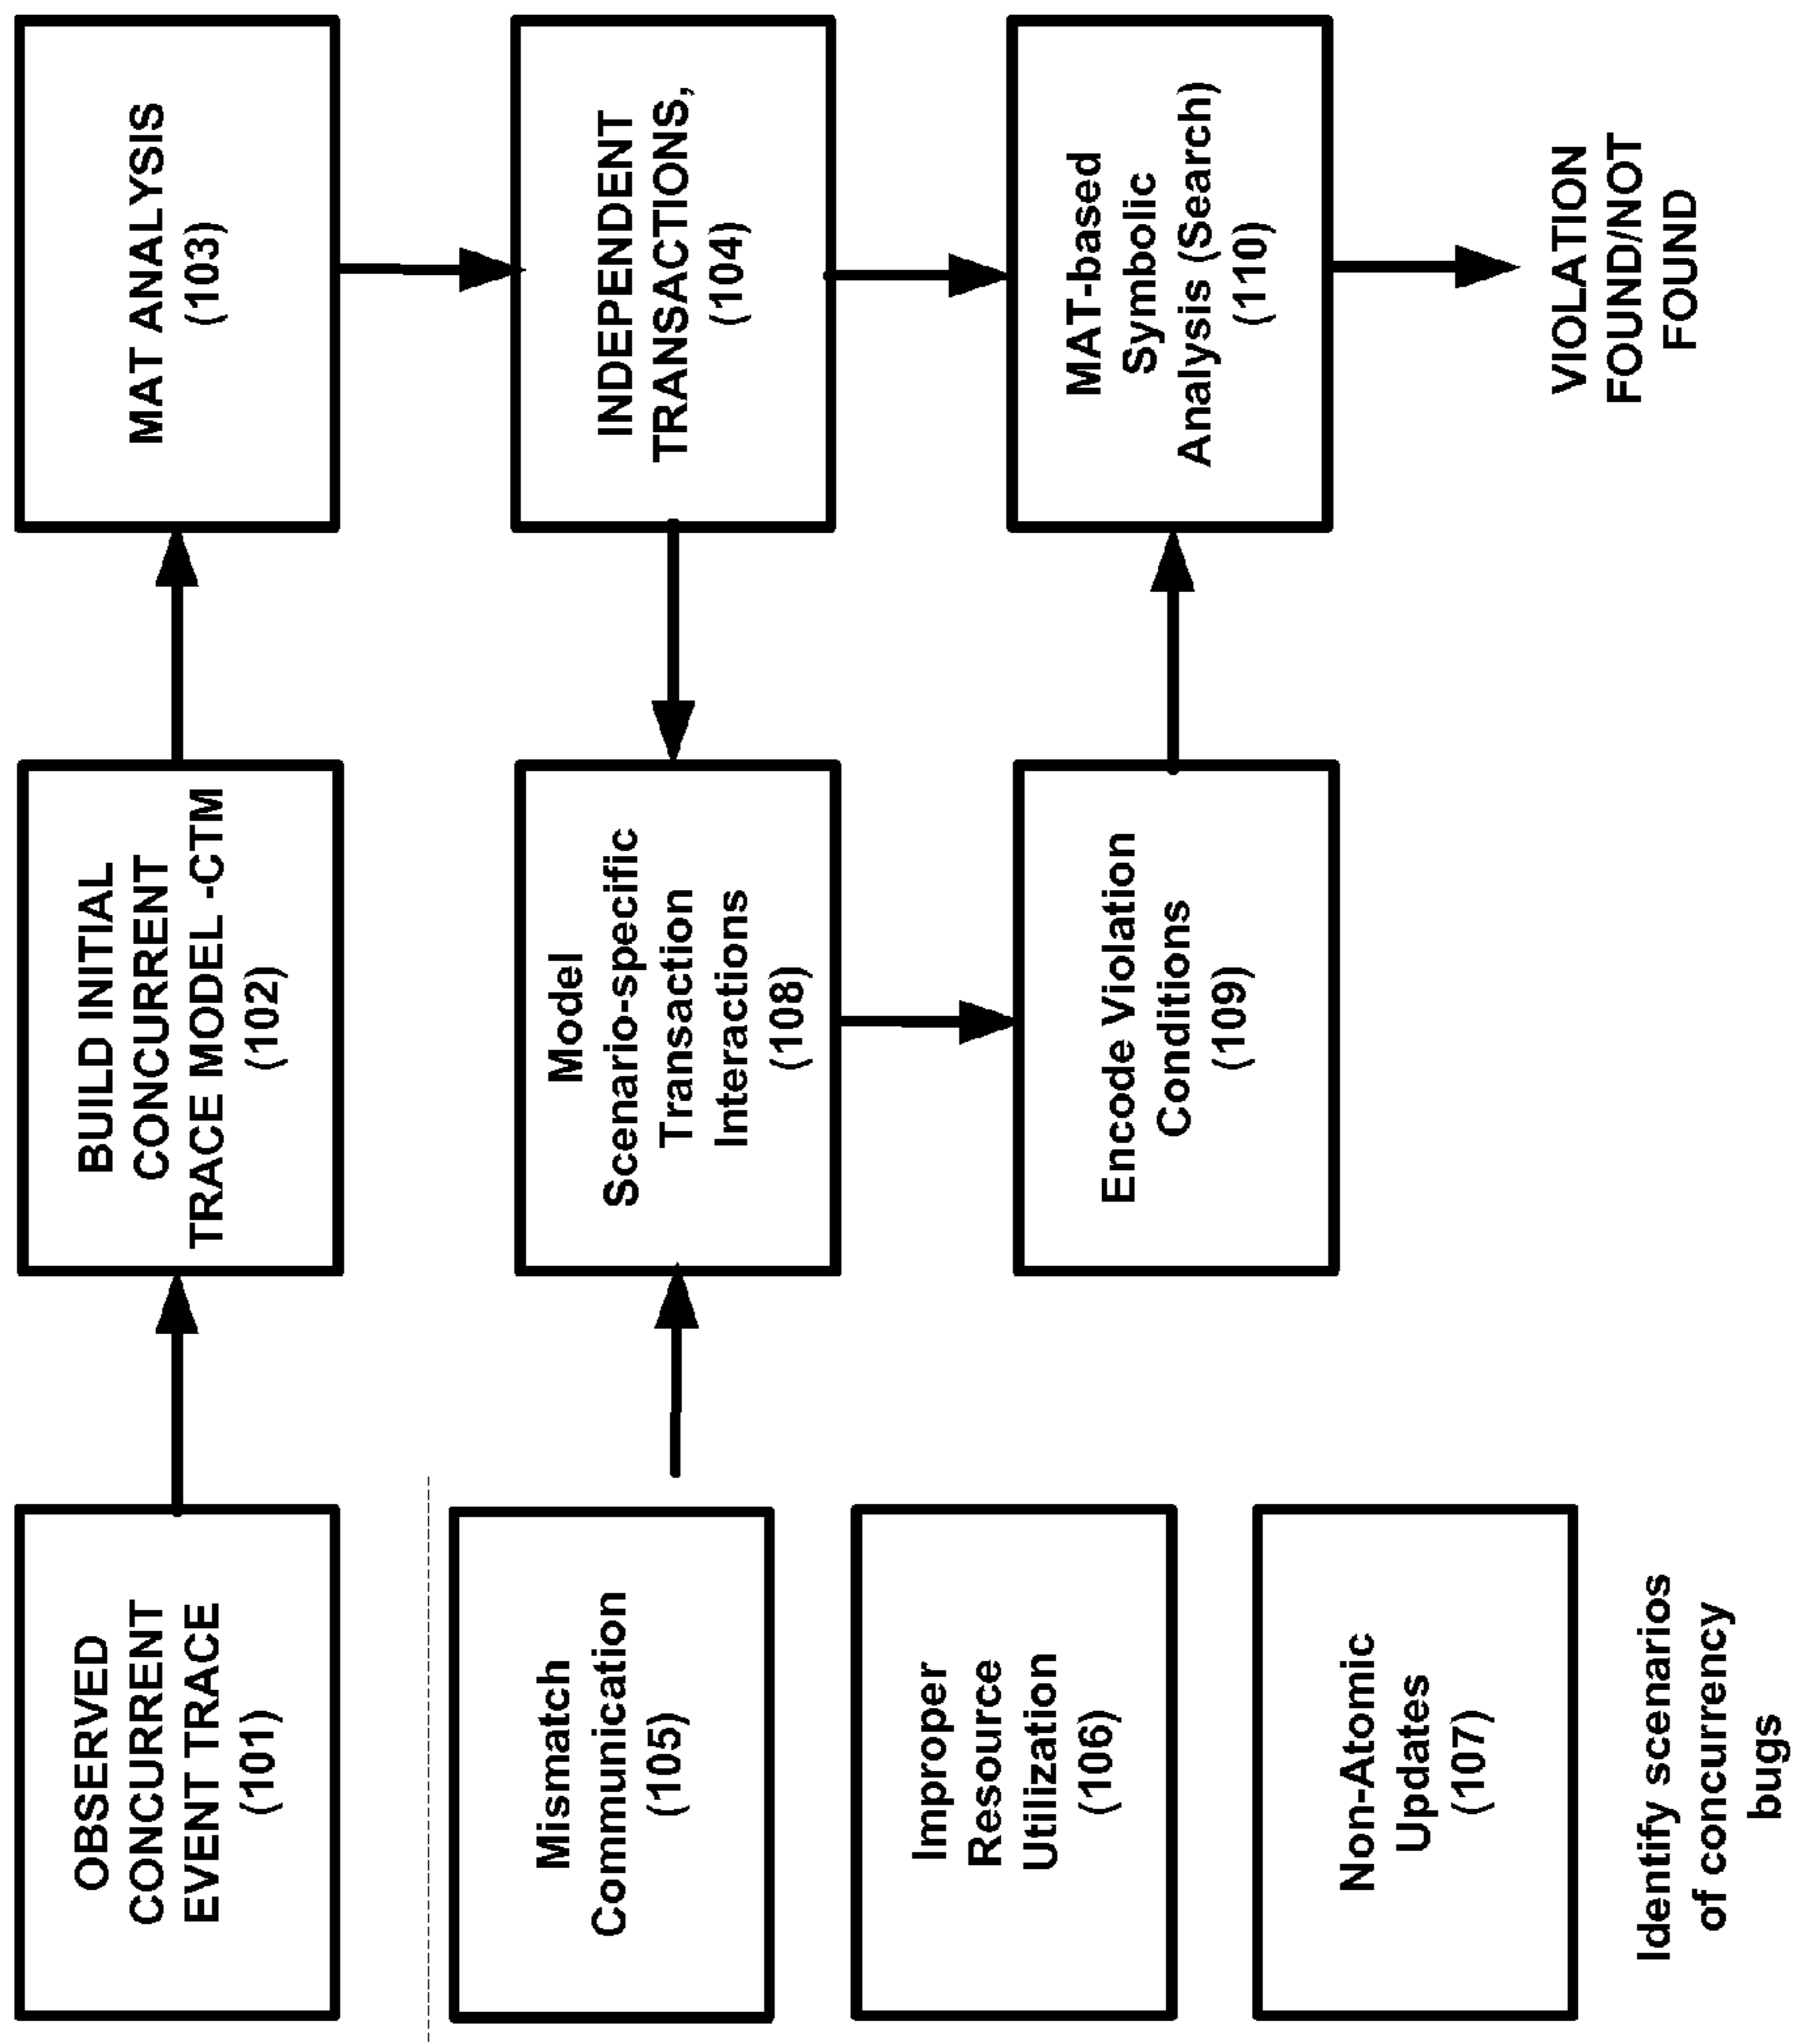 OBSERVED
CONCURRENT
EVENT TRACE
(101)
BUILD INITIAL
CONCURRENT
TRACE MODEL -CTM
(102)
MAT ANALYSIS
(103)
Mismatch
Communication
(105)
Model
Scenario-specific
Transaction
Interactions
(108)
INDEPENDENT
TRANSACTIONS,
(104)
Improper
Resource
Utilization
(106)
Encode Violation
Conditions
(109)
MAT-based
Symbolic
Analysis (Search)
(110)
Non-Atomic
Updates
(107)
Identify scenarios
of concurrency
bugs
VIOLATION
FOUND/NOT
FOUND